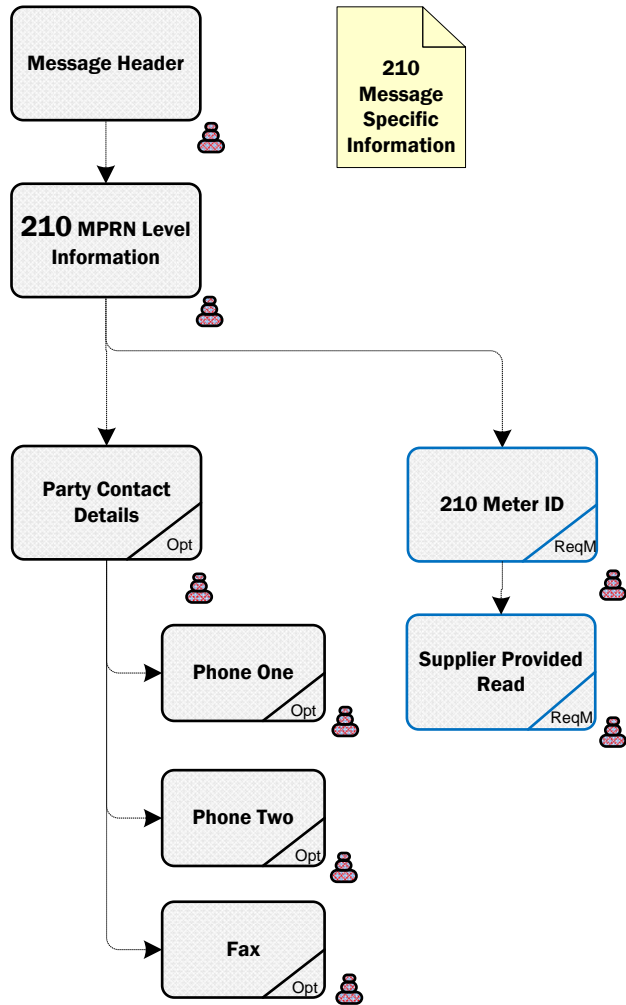 Message Header
210
Message
Specific
Information
210 MPRN Level
Information
Party Contact
Details
Opt
210 Meter ID
ReqM
Phone One
Opt
Supplier Provided
Read
ReqM
Phone Two
Opt
Fax
Opt